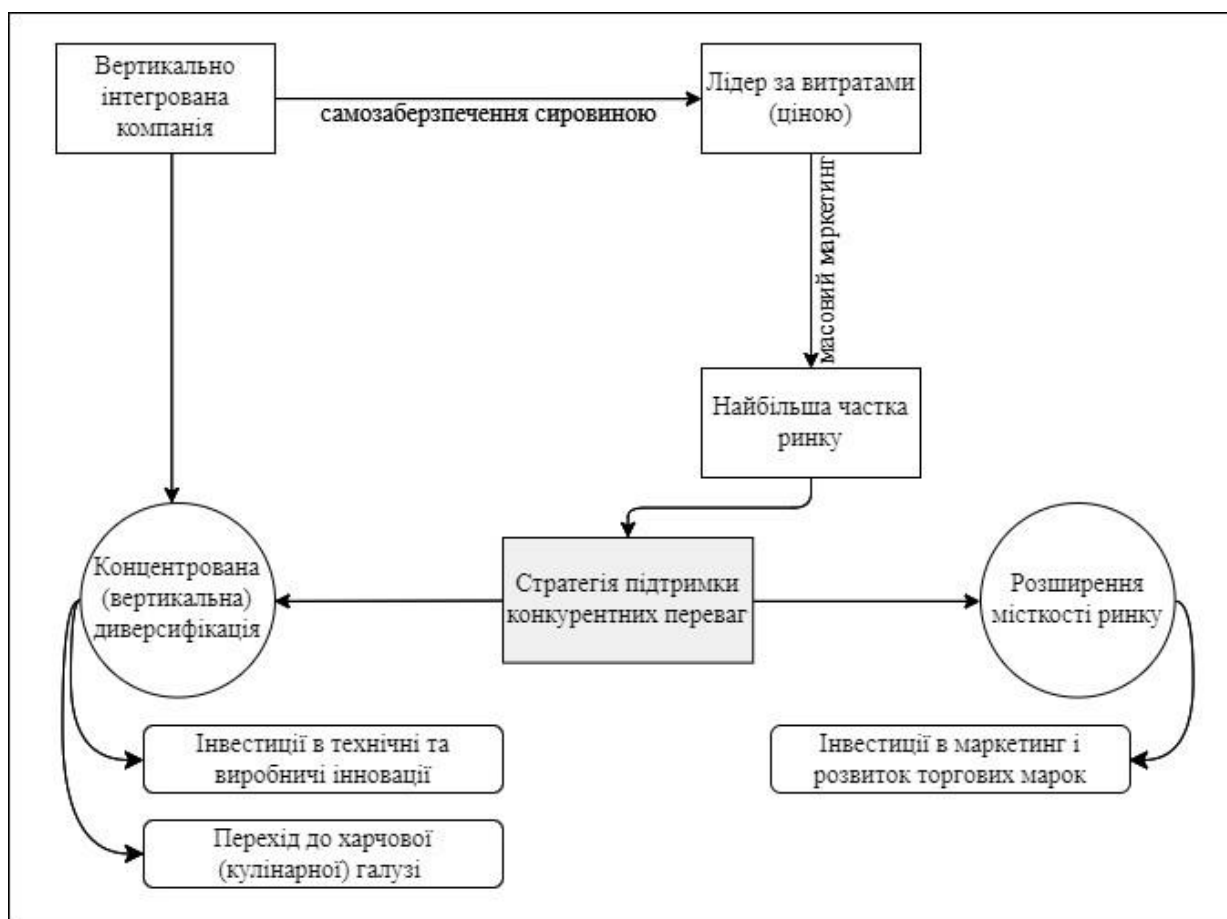 Вертикально
інтегрована
компанія
самозаберзпечення сировиною
Лідер за витратами
(ціною)
масовий маркетинг
Найбільша частка
ринку
Концентрована
(вертикальна)
диверсифікація
Стратегія підтримки
конкурентних переваг
Розширення
місткості ринку
Інвестиції в технічні та
виробничі інновації
Інвестиції в маркетинг і
розвиток торгових марок
Перехід до харчової
(кулінарної) галузі